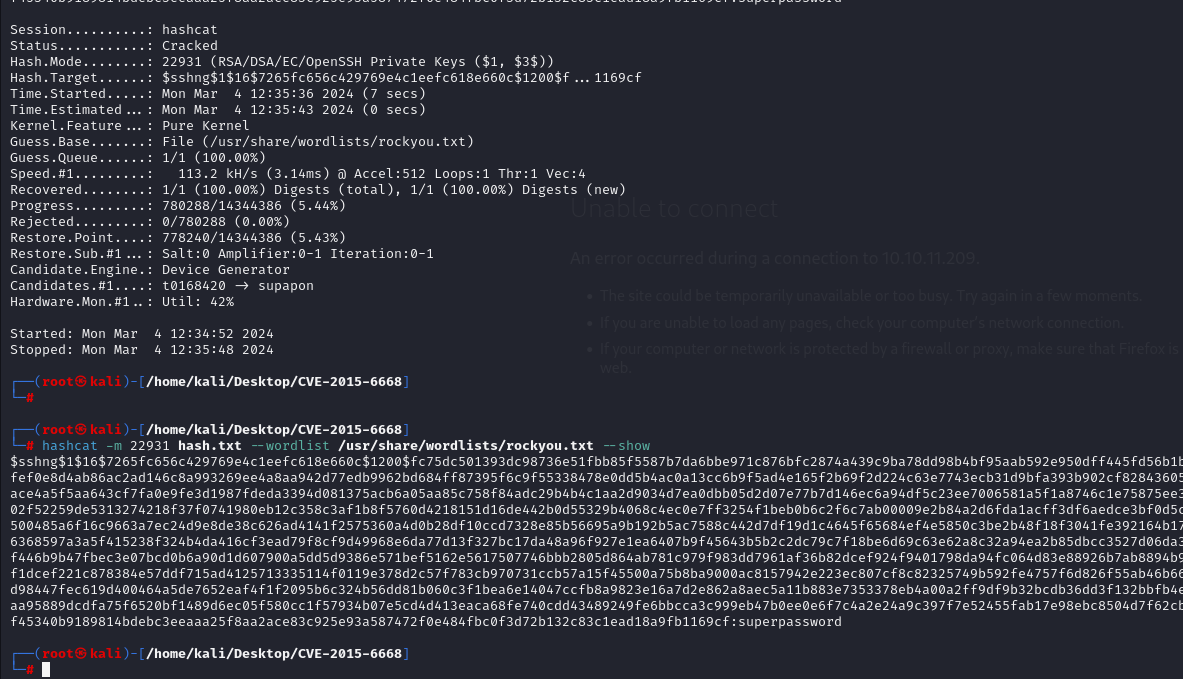 Session..........: hashcat
Status...........: Cracked
Hash.Mode........: 22931 (RSA/DSA/EC/OpenSSH Private Keys ($1, $3$))
Hash.Target......: $sshng$1$16$7265fc656c429769e4c1eefc618e660c$1200$f...1169cf
Time.Started.....: Mon Mar  4 12:35:36 2024 (7 secs)
Time.Estimated...: Mon Mar  4 12:35:43 2024 (0 secs)
Kernel.Feature...: Pure Kernel
Guess.Base.......: File (/usr/share/wordlists/rockyou.txt)
Guess.Queue......: 1/1 (100.00%)
Speed.#1.........:   113.2 kH/s (3.14ms) @ Accel:512 Loops:1 Thr:1 Vec:4
Recovered........: 1/1 (100.00%) Digests (total), 1/1 (100.00%) Digests (new)
Progress.........: 780288/14344386 (5.44%)
Rejected.........: 0/780288 (0.00%)
Restore.Point....: 778240/14344386 (5.43%)
Restore.Sub.#1...: Salt:0 Amplifier:0-1 Iteration:0-1
Candidate.Engine.: Device Generator
Candidates.#1....: t0168420 -> supapon
Hardware.Mon.#1..: Util: 42%
Started: Mon Mar  4 12:34:52 2024
Stopped: Mon Mar  4 12:35:48 2024
Unable to connect
An error occurred during a connection to 10.10.11.209.
The site could be temporarily unavailable or too busy. Try again in a few moments.
If you are unable to load any pages, check your computer's network connection.
If your computer or network is protected by a firewall or proxy, make sure that Firefox is
web.
┌──(root㉿kali)-[/home/kali/Desktop/CVE-2015-6668]
└─#
┌──(root㉿kali)-[/home/kali/Desktop/CVE-2015-6668]
└─# hashcat -m 22931 hash.txt --wordlist /usr/share/wordlists/rockyou.txt --show
$sshng$1$16$7265fc656c429769e4c1eefc618e660c$1200$fc75dc501393dc98736e51fbb85f5587b7da6bbe971c876bfc2874a439c9ba78dd98b4bf95aab592e950dff445fd56b1b
fef0e8d4ab86ac2ad146c8a993269ee4a8aa942d77edb9962bd684ff87395f6c9f55338478e0dd5b4ac0a13cc6b9f5ad4e165f2b69f2d224c63e7743ecb31d9bfa393b902cf82843605
ace4a5f5aa643cf7fa0e9fe3d1987fdeda3394d081375acb6a05aa85c758f84adc29b4b4c1aa2d9034d7ea0dbb05d2d07e77b7d146ec6a94df5c23ee7006581a5f1a8746c1e75875ee3
02f52259de5313274218f37f0741980eb12c358c3af1b8f5760d4218151d16de442b0d55329b4068c4ec0e7ff3254f1beb0b6c2f6c7ab00009e2b84a2d6fda1acff3df6aedce3bf0d5c
500485a6f16c9663a7ec24d9e8de38c626ad4141f2575360a4d0b28df10ccd7328e85b56695a9b192b5ac7588c442d7df19d1c4645f65684ef4e5850c3be2b48f18f3041fe392164b17
6368597a3a5f415238f324b4da416cf3ead79f8cf9d49968e6da77d13f327bc17da48a96f927e1ea6407b9f45643b5b2c2dc79c7f18be6d69c63e62a8c32a94ea2b85dbcc3527d06da3
f446b9b47fbec3e07bcd0b6a90d1d607900a5dd5d9386e571bef5162e5617507746bbb2805d864ab781c979f983dd7961af36b82dcef924f9401798da94fc064d83e88926b7ab8894b9
f1dcef221c878384e57ddf715ad4125713335114f0119e378d2c57f783cb970731ccb57a15f45500a75b8ba9000ac8157942e223ec807cf8c82325749b592fe4757f6d826f55ab46b66
d98447fec619d400464a5de7652eaf4f1f2095b6c324b56dd81b060c3f1bea6e14047ccfb8a9823e16a7d2e862a8aec5a11b883e7353378eb4a00a2ff9df9b32bcdb36dd3f132bbfb4e
aa95889dcdfa75f6520bf1489d6ec05f580cc1f57934b07e5cd4d413eaca68fe740cdd43489249fe6bbcca3c999eb47b0ee0e6f7c4a2e24a9c397f7e52455fab17e98ebc8504d7f62cb
f45340b9189814bdebc3eeaaa25f8aa2ace83c925e93a587472f0e484fbc0f3d72b132c83c1ead18a9fb1169cf:superpassword
┌──(root㉿kali)-[/home/kali/Desktop/CVE-2015-6668]
└─#